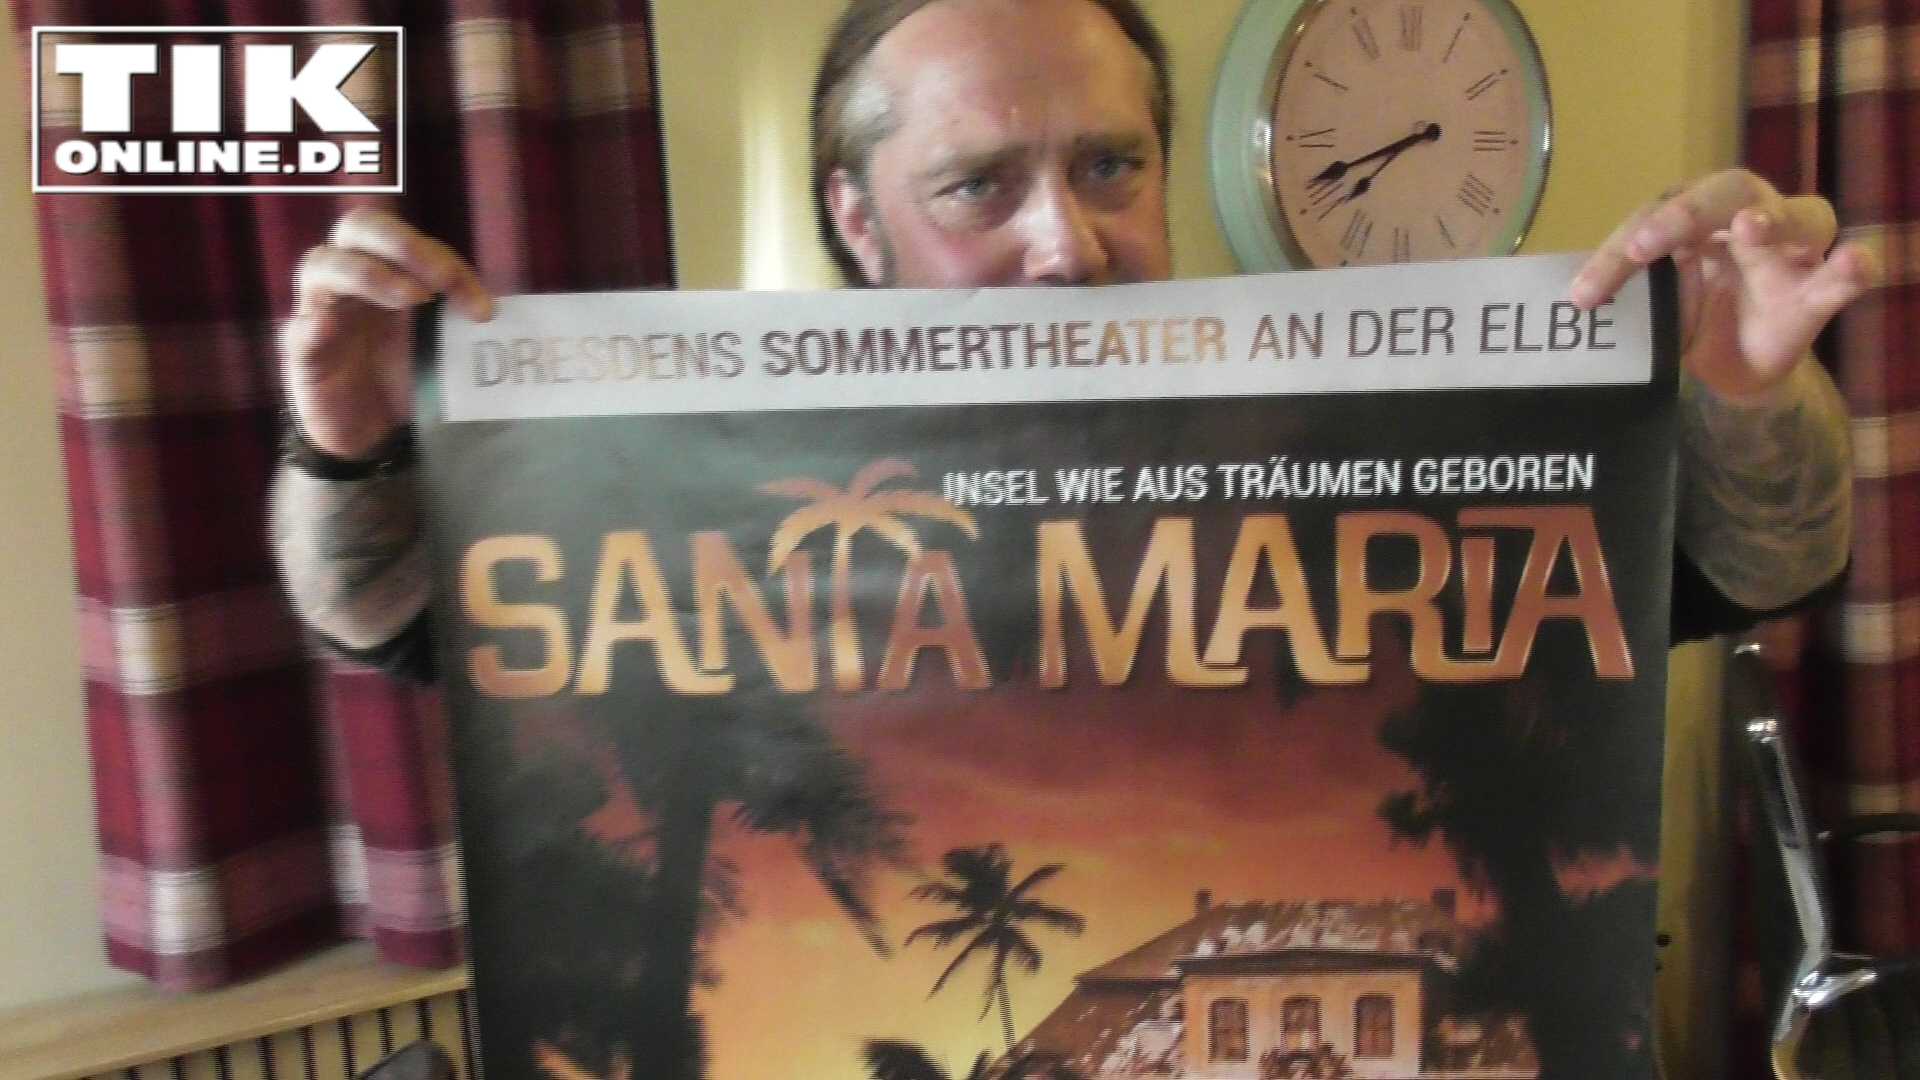 TIK
ONLINE.DE
DRESDENS SOMMERTHEATER AN DER ELBE
INSEL WIE AUS TRÄUMEN GEBOREN
SANTA MARIA